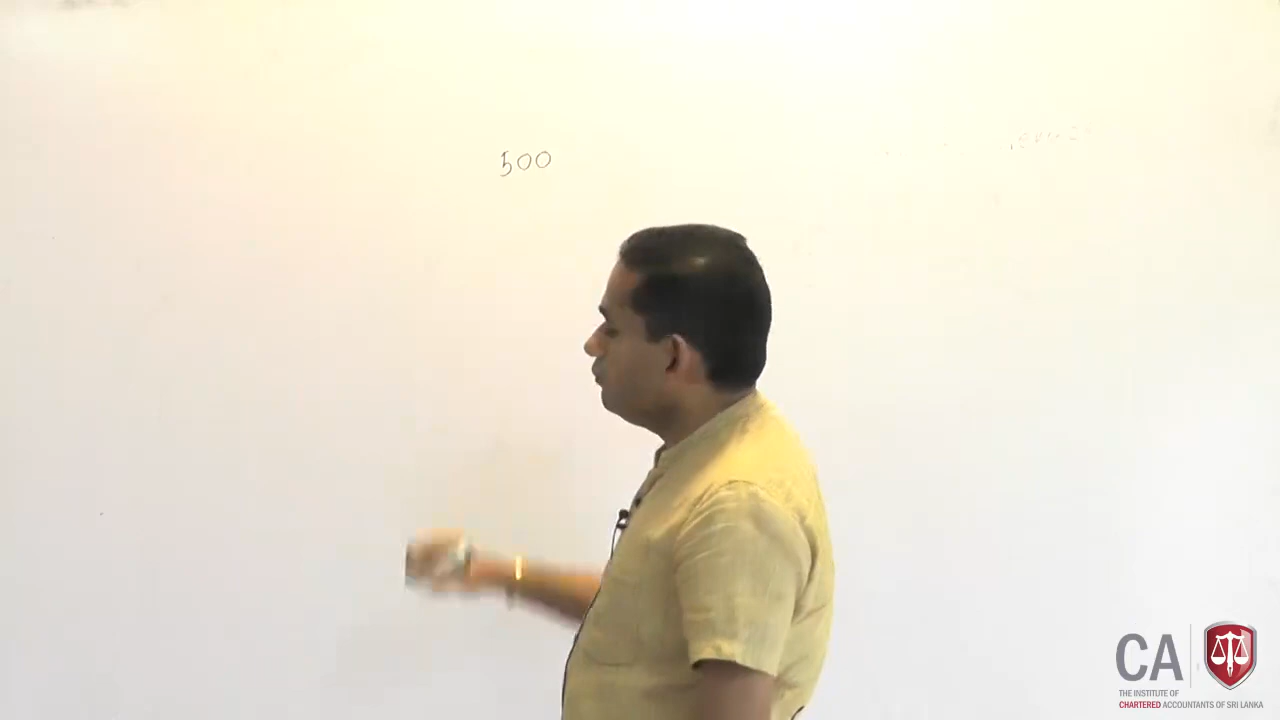 500
CA
THE INSTITUTE OF
CHARTERED ACCOUNTANTS OF SRI LANKA